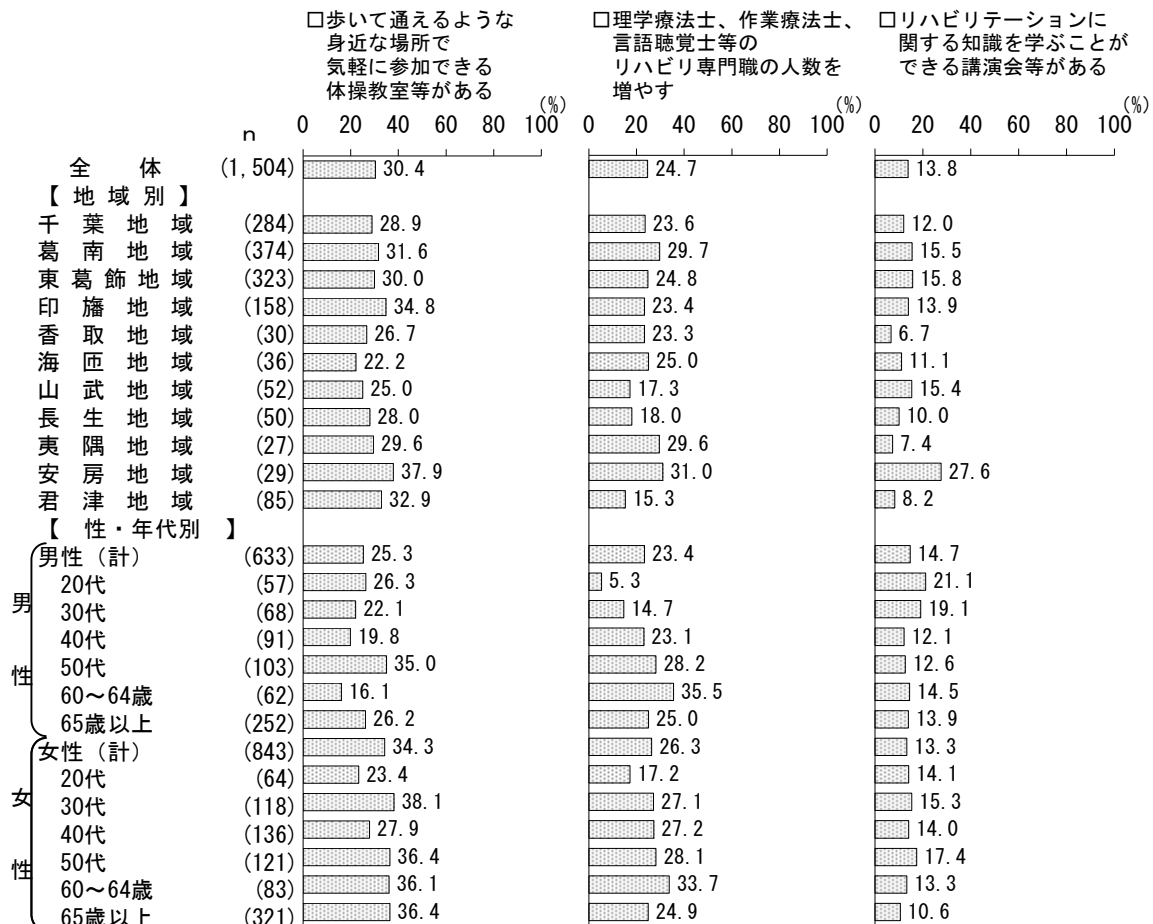 □歩いて通えるような
身近な場所で
気軽に参加できる
体操教室等がある
□理学療法士、作業療法士、
言語聴覚士等の
リハビリ専門職の人数を
増やす
□リハビリテーションに
関する知識を学ぶことが
できる講演会等がある
(%) (%) (%)
n 0 20 40 60 80 100 0 20 40 60 80 100 0 20 40 60 80 100
全体 (1,504) 30.4 24.7 13.8
【地域別】
千葉地域 (284) 28.9 23.6 12.0
葛南地域 (374) 31.6 29.7 15.5
東葛飾地域 (323) 30.0 24.8 15.8
印旛地域 (158) 34.8 23.4 13.9
香取地域 (30) 26.7 23.3 6.7
海匝地域 (36) 22.2 25.0 11.1
山武地域 (52) 25.0 17.3 15.4
長生地域 (50) 28.0 18.0 10.0
夷隅地域 (27) 29.6 29.6 7.4
安房地域 (29) 37.9 31.0 27.6
君津地域 (85) 32.9 15.3 8.2
【性・年代別】
男性
男性(計) (633) 25.3 23.4 14.7
20代 (57) 26.3 5.3 21.1
30代 (68) 22.1 14.7 19.1
40代 (91) 19.8 23.1 12.1
50代 (103) 35.0 28.2 12.6
60～64歳 (62) 16.1 35.5 14.5
65歳以上 (252) 26.2 25.0 13.9
女性
女性(計) (843) 34.3 26.3 13.3
20代 (64) 23.4 17.2 14.1
30代 (118) 38.1 27.1 15.3
40代 (136) 27.9 27.2 14.0
50代 (121) 36.4 28.1 17.4
60～64歳 (83) 36.1 33.7 13.3
65歳以上 (321) 36.4 24.9 10.6